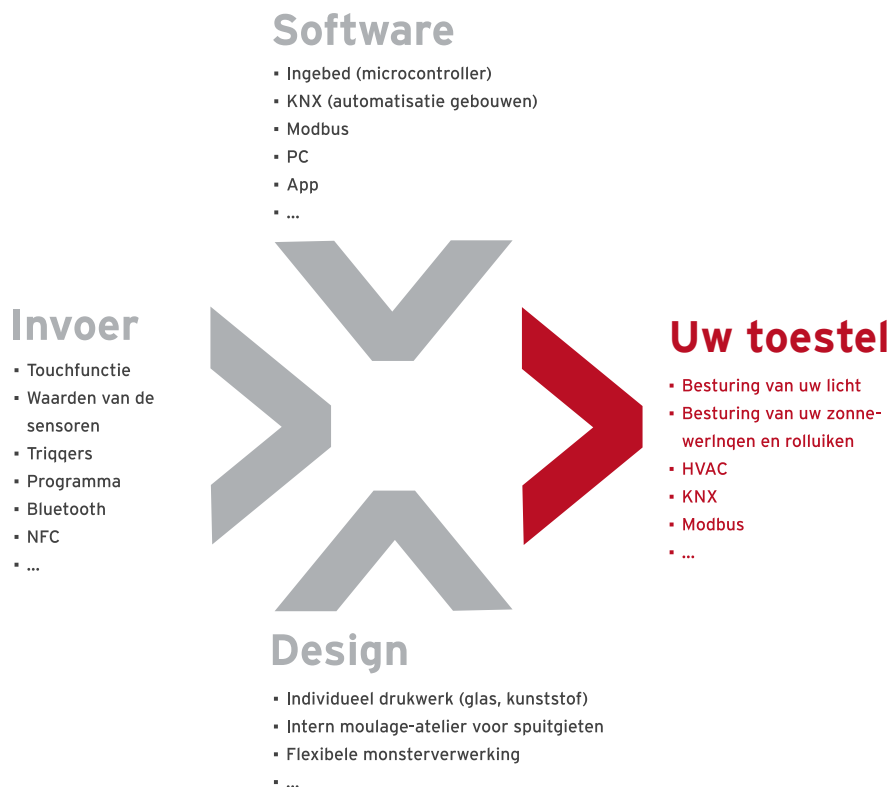 Software
▪ Ingebed (microcontroller)
▪ KNX (automatisatie gebouwen)
▪ Modbus
▪ PC
▪ App
▪ ...
Invoer
▪ Touchfunctie
▪ Waarden van de
sensoren
▪ Triggers
▪ Programma
▪ Bluetooth
▪ NFC
▪ ...
Uw toestel
▪ Besturing van uw licht
▪ Besturing van uw zonne-
weringen en rolluiken
▪ HVAC
▪ KNX
▪ Modbus
▪ ...
Design
▪ Individueel drukwerk (glas, kunststof)
▪ Intern moulage-atelier voor spuitgieten
▪ Flexibele monsterverwerking
▪ ...